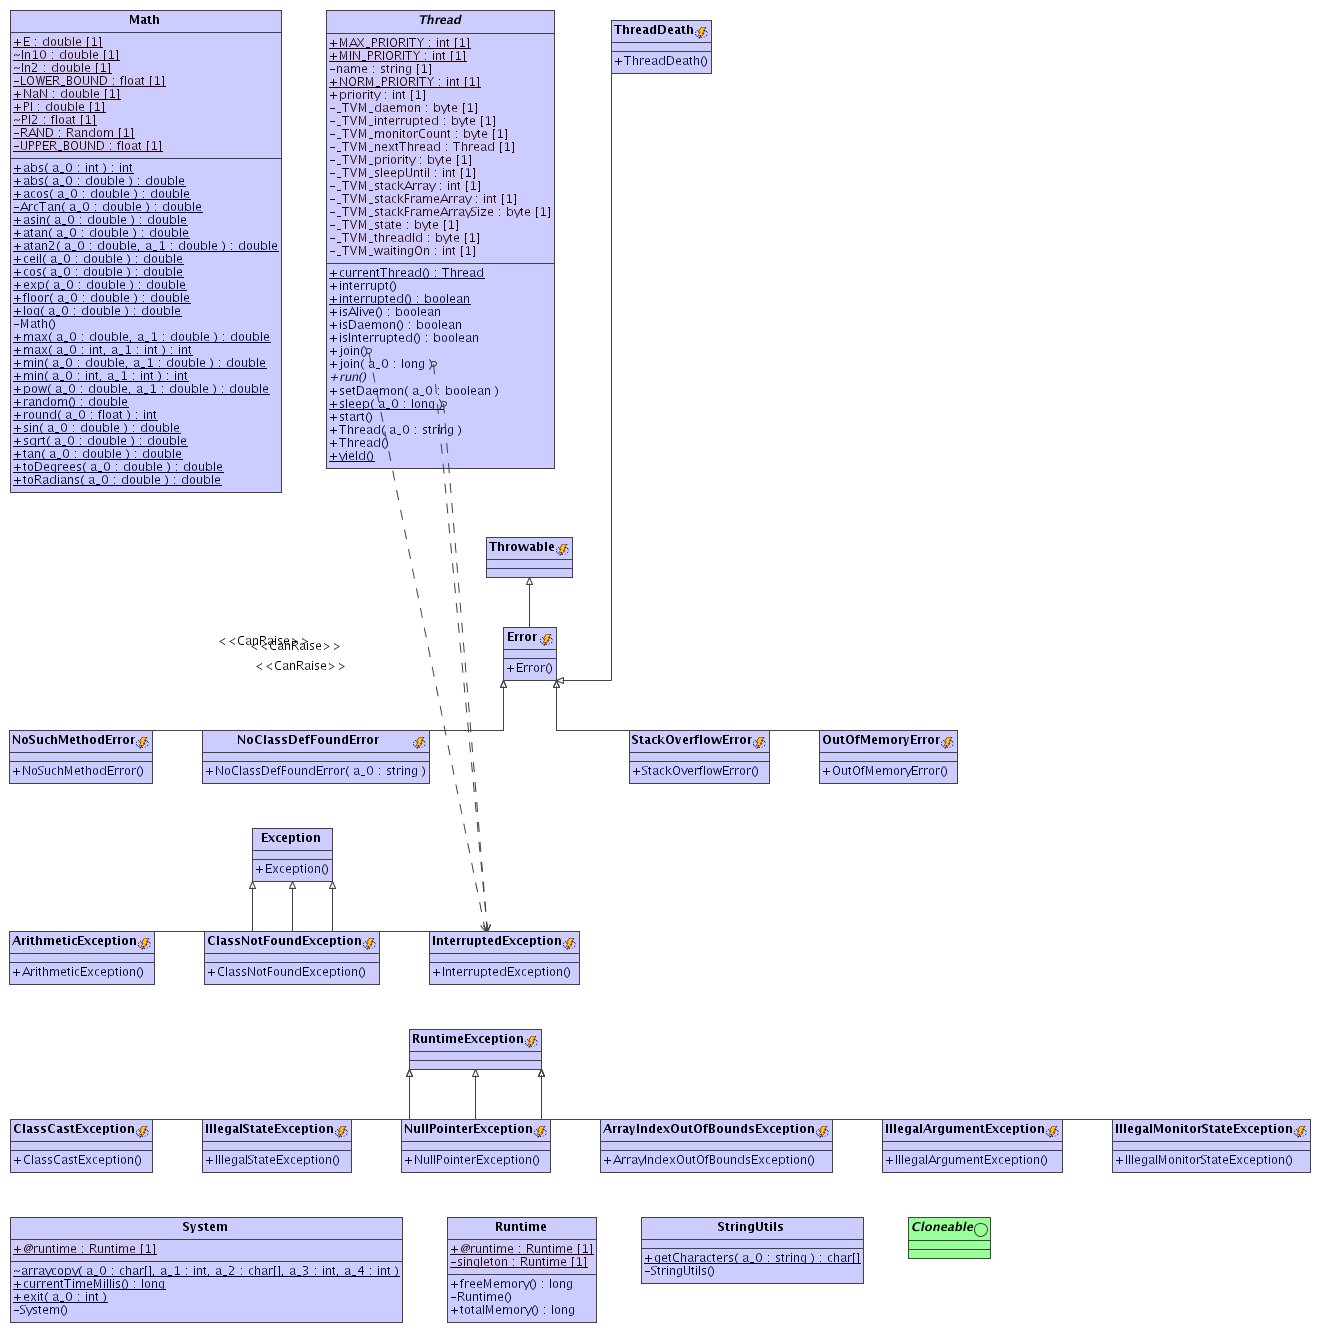 Math
+E : double [1]
~ln10 : double [1]
~ln2 : double [1]
-LOWER_BOUND : float [1]
+NaN : double [1]
+PI : double [1]
~PI2 : float [1]
-RAND : Random [1]
-UPPER_BOUND : float [1]
+abs( a_0 : int ) : int
+abs( a_0 : double ) : double
+acos( a_0 : double ) : double
-ArcTan( a_0 : double ) : double
+asin( a_0 : double ) : double
+atan( a_0 : double ) : double
+atan2( a_0 : double, a_1 : double ) : double
+ceil( a_0 : double ) : double
+cos( a_0 : double ) : double
+exp( a_0 : double ) : double
+floor( a_0 : double ) : double
+log( a_0 : double ) : double
-Math()
+max( a_0 : double, a_1 : double ) : double
+max( a_0 : int, a_1 : int ) : int
+min( a_0 : double, a_1 : double ) : double
+min( a_0 : int, a_1 : int ) : int
+pow( a_0 : double, a_1 : double ) : double
+random() : double
+round( a_0 : float ) : int
+sin( a_0 : double ) : double
+sqrt( a_0 : double ) : double
+tan( a_0 : double ) : double
+toDegrees( a_0 : double ) : double
+toRadians( a_0 : double ) : double
Thread
+MAX_PRIORITY : int [1]
+MIN_PRIORITY : int [1]
-name : string [1]
+NORM_PRIORITY : int [1]
+priority : int [1]
-_TVM_daemon : byte [1]
-_TVM_interrupted : byte [1]
-_TVM_monitorCount : byte [1]
-_TVM_nextThread : Thread [1]
-_TVM_priority : byte [1]
-_TVM_sleepUntil : int [1]
-_TVM_stackArray : int [1]
-_TVM_stackFrameArray : int [1]
-_TVM_stackFrameArraySize : byte [1]
-_TVM_state : byte [1]
-_TVM_threadId : byte [1]
-_TVM_waitingOn : int [1]
+currentThread() : Thread
+interrupt()
+interrupted() : boolean
+isAlive() : boolean
+isDaemon() : boolean
+isInterrupted() : boolean
+join()
+join( a_0 : long )
+run()
+setDaemon( a_0 : boolean )
+sleep( a_0 : long )
+start()
+Thread( a_0 : string )
+Thread()
+yield()
ThreadDeath
+ThreadDeath()
Throwable
Error
+Error()
<<CanRaise>>
<<CanRaise>>
<<CanRaise>>
NoSuchMethodError
+NoSuchMethodError()
NoClassDefFoundError
+NoClassDefFoundError( a_0 : string )
StackOverflowError
+StackOverflowError()
OutOfMemoryError
+OutOfMemoryError()
Exception
+Exception()
ArithmeticException
+ArithmeticException()
ClassNotFoundException
+ClassNotFoundException()
InterruptedException
+InterruptedException()
RuntimeException
ClassCastException
+ClassCastException()
IllegalStateException
+IllegalStateException()
NullPointerException
+NullPointerException()
ArrayIndexOutOfBoundsException
+ArrayIndexOutOfBoundsException()
IllegalArgumentException
+IllegalArgumentException()
IllegalMonitorStateException
+IllegalMonitorStateException()
System
+@runtime : Runtime [1]
~arraycopy( a_0 : char[], a_1 : int, a_2 : char[], a_3 : int, a_4 : int )
+currentTimeMillis() : long
+exit( a_0 : int )
-System()
Runtime
+@runtime : Runtime [1]
-singleton : Runtime [1]
+freeMemory() : long
-Runtime()
+totalMemory() : long
StringUtils
+getCharacters( a_0 : string ) : char[]
-StringUtils()
Cloneable